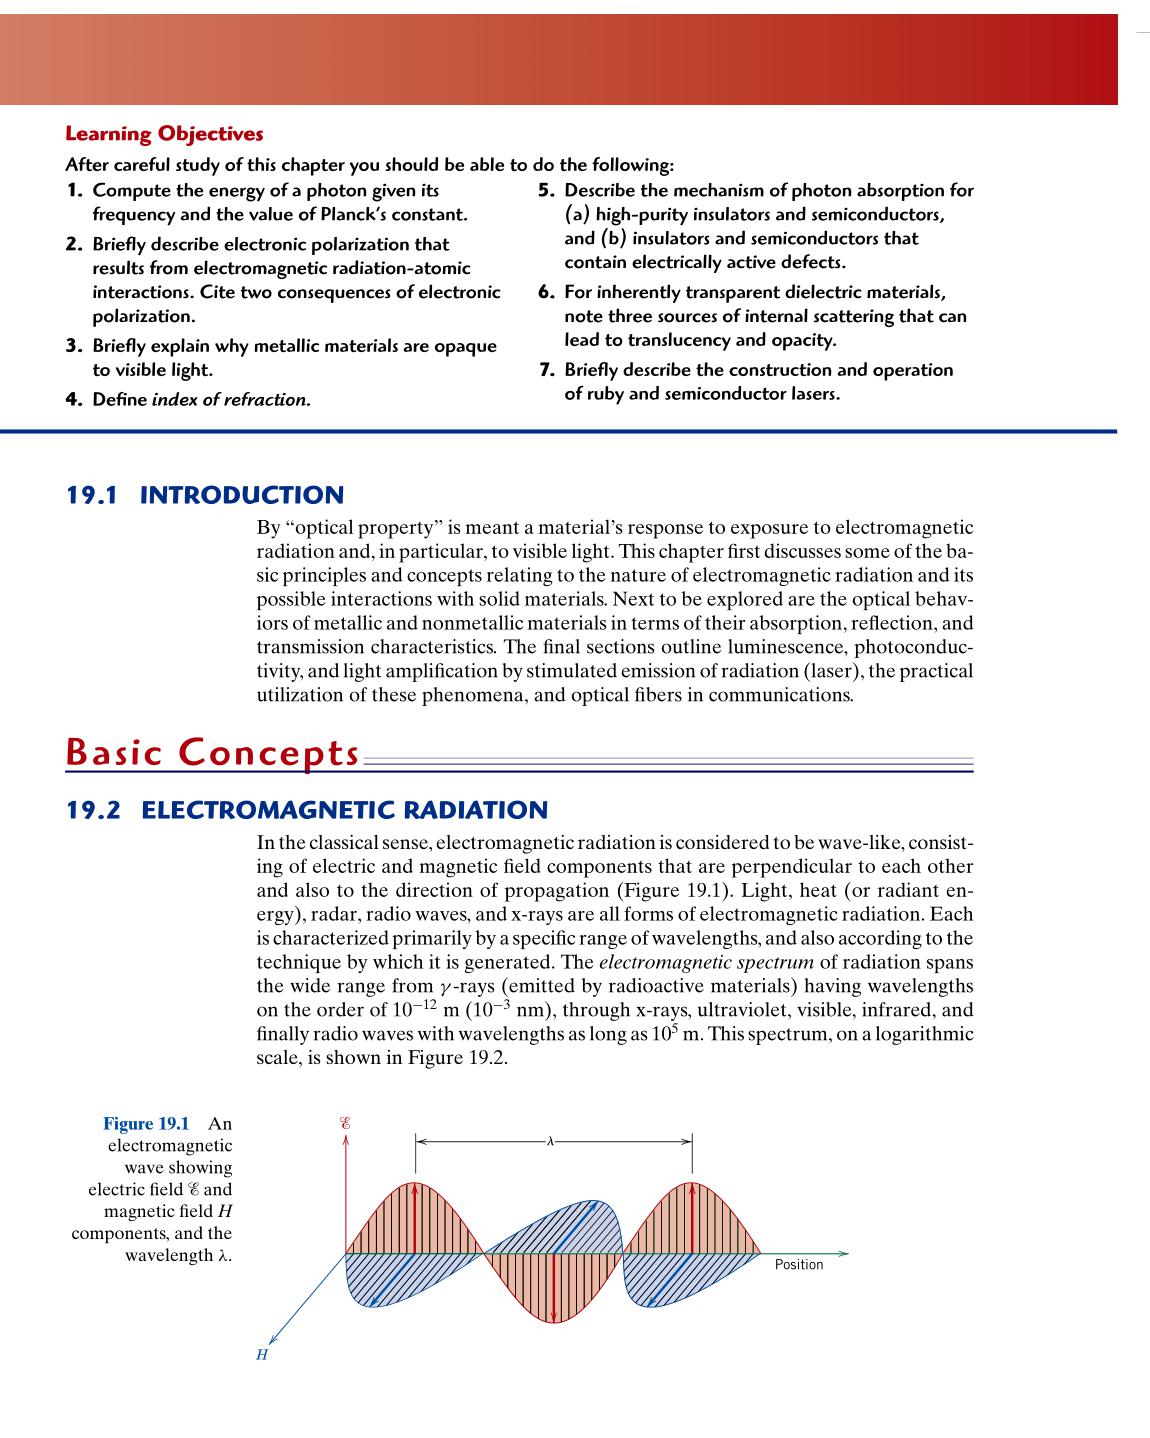 Learning Objectives
After careful study of this chapter you should be able to do the following:
1. Compute the energy of a photon given its
frequency and the value of Planck's constant.
2. Briefly describe electronic polarization that
results from electromagnetic radiation-atomic
interactions. Cite two consequences of electronic
polarization.
3. Briefly explain why metallic materials are opaque
to visible light.
4. Define index of refraction.
5. Describe the mechanism of photon absorption for
(a) high-purity insulators and semiconductors,
and (b) insulators and semiconductors that
contain electrically active defects.
6. For inherently transparent dielectric materials,
note three sources of internal scattering that can
lead to translucency and opacity.
7. Briefly describe the construction and operation
of ruby and semiconductor lasers.
19.1 INTRODUCTION
By “optical property” is meant a material’s response to exposure to electromagnetic
radiation and, in particular, to visible light. This chapter first discusses some of the ba-
sic principles and concepts relating to the nature of electromagnetic radiation and its
possible interactions with solid materials. Next to be explored are the optical behav-
iors of metallic and nonmetallic materials in terms of their absorption, reflection, and
transmission characteristics. The final sections outline luminescence, photoconduc-
tivity, and light amplification by stimulated emission of radiation (laser), the practical
utilization of these phenomena, and optical fibers in communications.
Basic Concepts
19.2 ELECTROMAGNETIC RADIATION
In the classical sense, electromagnetic radiation is considered to be wave-like, consist-
ing of electric and magnetic field components that are perpendicular to each other
and also to the direction of propagation (Figure 19.1). Light, heat (or radiant en-
ergy), radar, radio waves, and x-rays are all forms of electromagnetic radiation. Each
is characterized primarily by a specific range of wavelengths, and also according to the
technique by which it is generated. The electromagnetic spectrum of radiation spans
the wide range from γ-rays (emitted by radioactive materials) having wavelengths
on the order of 10⁻¹² m (10⁻³ nm), through x-rays, ultraviolet, visible, infrared, and
finally radio waves with wavelengths as long as 10⁵ m. This spectrum, on a logarithmic
scale, is shown in Figure 19.2.
Figure 19.1 An
electromagnetic
wave showing
electric field ℰ and
magnetic field H
components, and the
wavelength λ.
ℰ
λ
Position
H